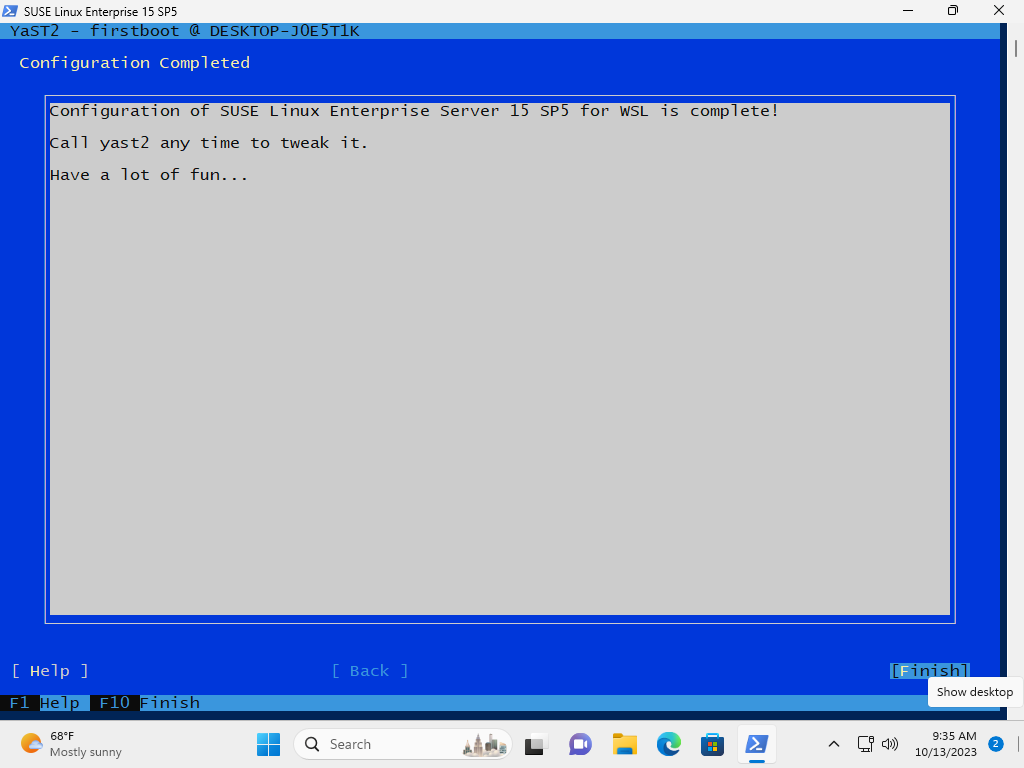 SUSE Linux Enterprise 15 SP5
YaST2 - firstboot @ DESKTOP-JOE5T1K
Configuration Completed
Configuration of SUSE Linux Enterprise Server 15 SP5 for WSL is complete!
Call yast2 any time to tweak it.
Have a lot of fun...
[ Help ] [ Back ] [Finish]
Show desktop
F1 Help F10 Finish
68°F
Mostly sunny
Search
9:35 AM
10/13/2023
2